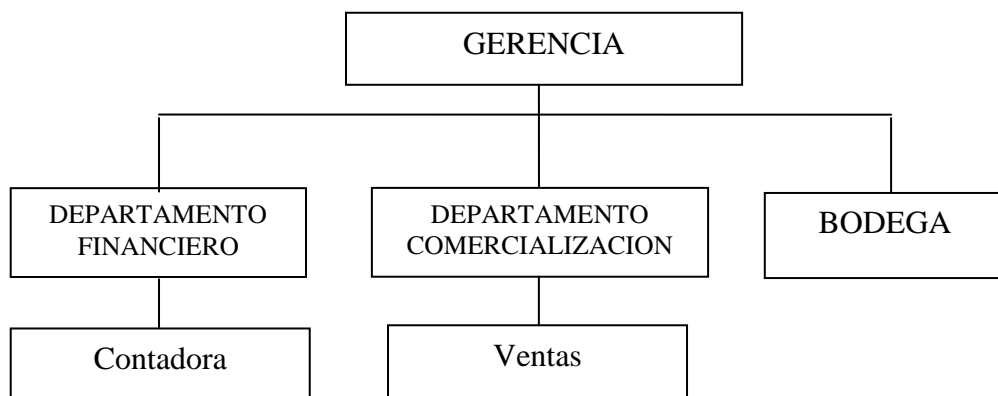 GERENCIA
DEPARTAMENTO
FINANCIERO
DEPARTAMENTO
COMERCIALIZACION
BODEGA
Contadora
Ventas